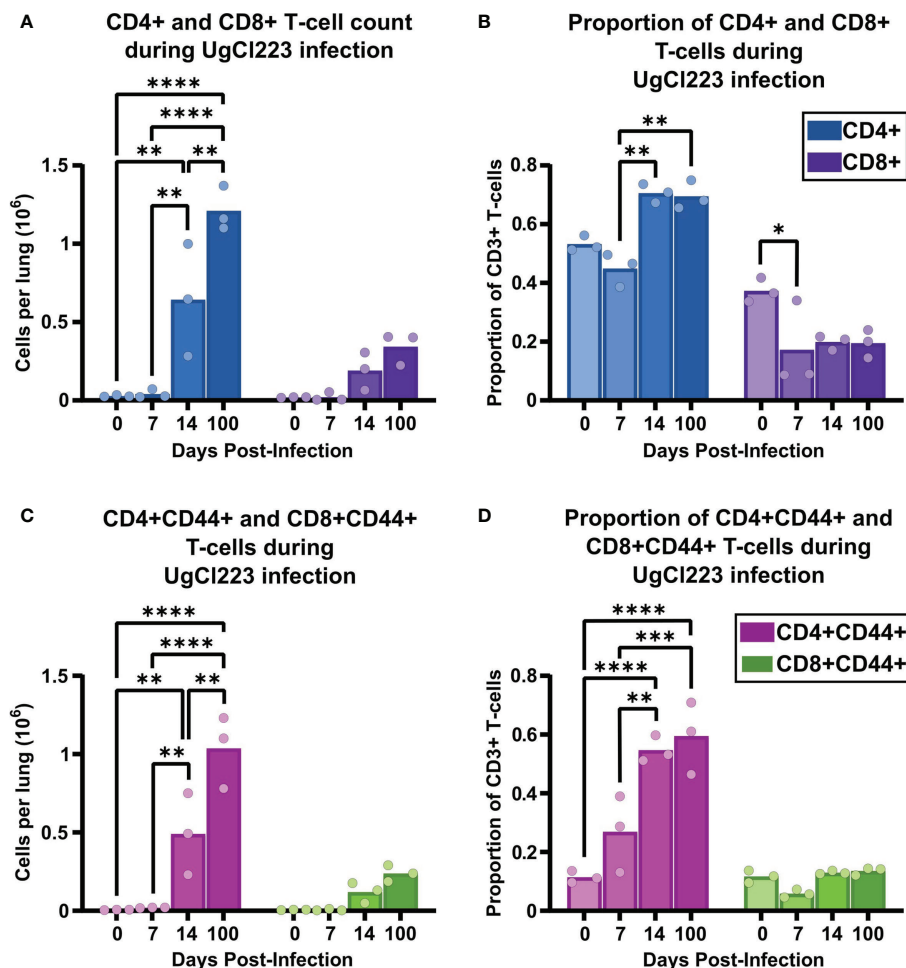 A
CD4+ and CD8+ T-cell count
during UgCl223 infection
****
****
**
**
**
Cells per lung (10⁶)
1.5
1
0.5
0
0 7 14 100
0 7 14 100
Days Post-Infection
B
Proportion of CD4+ and CD8+
T-cells during
UgCl223 infection
CD4+
CD8+
**
**
*
Proportion of CD3+ T-cells
0.8
0.6
0.4
0.2
0
0 7 14 100
0 7 14 100
Days Post-Infection
C
CD4+CD44+ and CD8+CD44+
T-cells during
UgCl223 infection
****
****
**
**
**
Cells per lung (10⁶)
1.5
1
0.5
0
0 7 14 100
0 7 14 100
Days Post-Infection
D
Proportion of CD4+CD44+ and
CD8+CD44+ T-cells during
UgCl223 infection
CD4+CD44+
CD8+CD44+
****
***
****
**
Proportion of CD3+ T-cells
0.8
0.6
0.4
0.2
0
0 7 14 100
0 7 14 100
Days Post-Infection